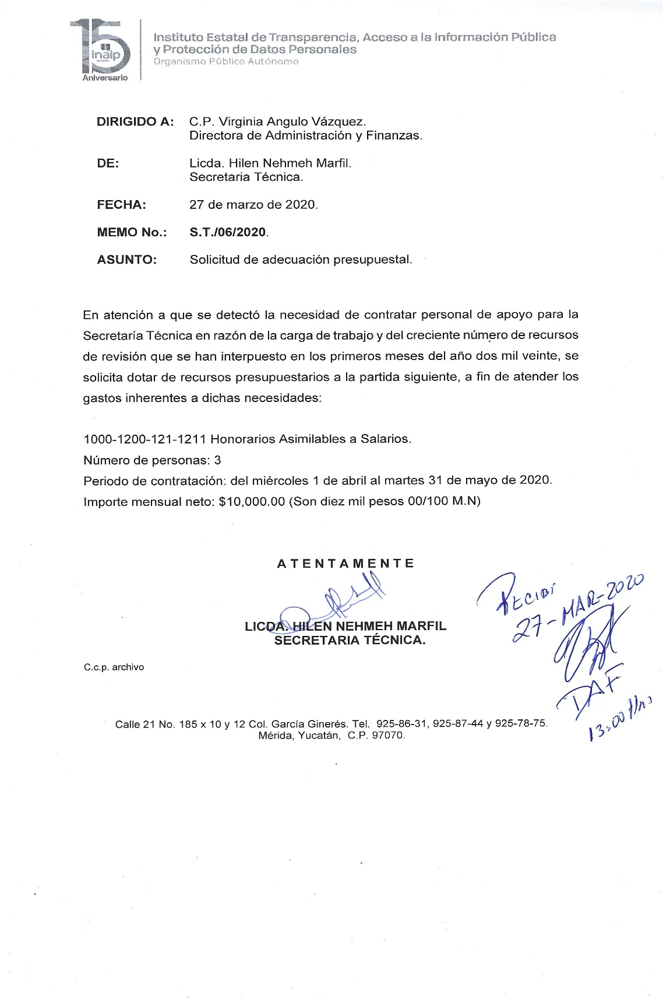 15
inaip
Aniversario
Instituto Estatal de Transparencia, Acceso a la Información Pública
y Protección de Datos Personales
Organismo Público Autónomo
DIRIGIDO A: C.P. Virginia Angulo Vázquez.
Directora de Administración y Finanzas.
DE: Licda. Hilen Nehmeh Marfil.
Secretaria Técnica.
FECHA: 27 de marzo de 2020.
MEMO No.: S.T./06/2020.
ASUNTO: Solicitud de adecuación presupuestal.
En atención a que se detectó la necesidad de contratar personal de apoyo para la
Secretaría Técnica en razón de la carga de trabajo y del creciente número de recursos
de revisión que se han interpuesto en los primeros meses del año dos mil veinte, se
solicita dotar de recursos presupuestarios a la partida siguiente, a fin de atender los
gastos inherentes a dichas necesidades:
1000-1200-121-1211 Honorarios Asimilables a Salarios.
Número de personas: 3
Periodo de contratación: del miércoles 1 de abril al martes 31 de mayo de 2020.
Importe mensual neto: $10,000.00 (Son diez mil pesos 00/100 M.N)
A T E N T A M E N T E
LICDA. HILEN NEHMEH MARFIL
SECRETARIA TÉCNICA.
RECIBÍ
27-MAR-2020
DAF
13:00 Hrs
C.c.p. archivo
Calle 21 No. 185 x 10 y 12 Col. García Ginerés. Tel. 925-86-31, 925-87-44 y 925-78-75.
Mérida, Yucatán, C.P. 97070.